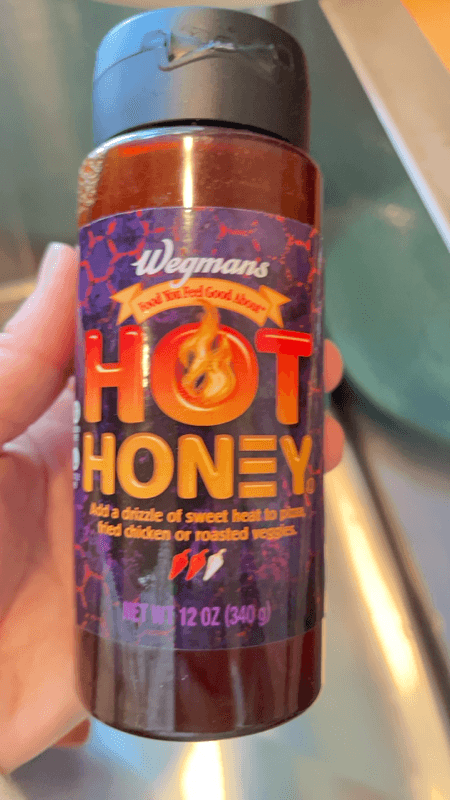 Wegmans
Food You Feel Good About
HOT
HONEY
Add a drizzle of sweet heat to pizza,
fried chicken or roasted veggies.
NET WT 12 OZ (340 g)